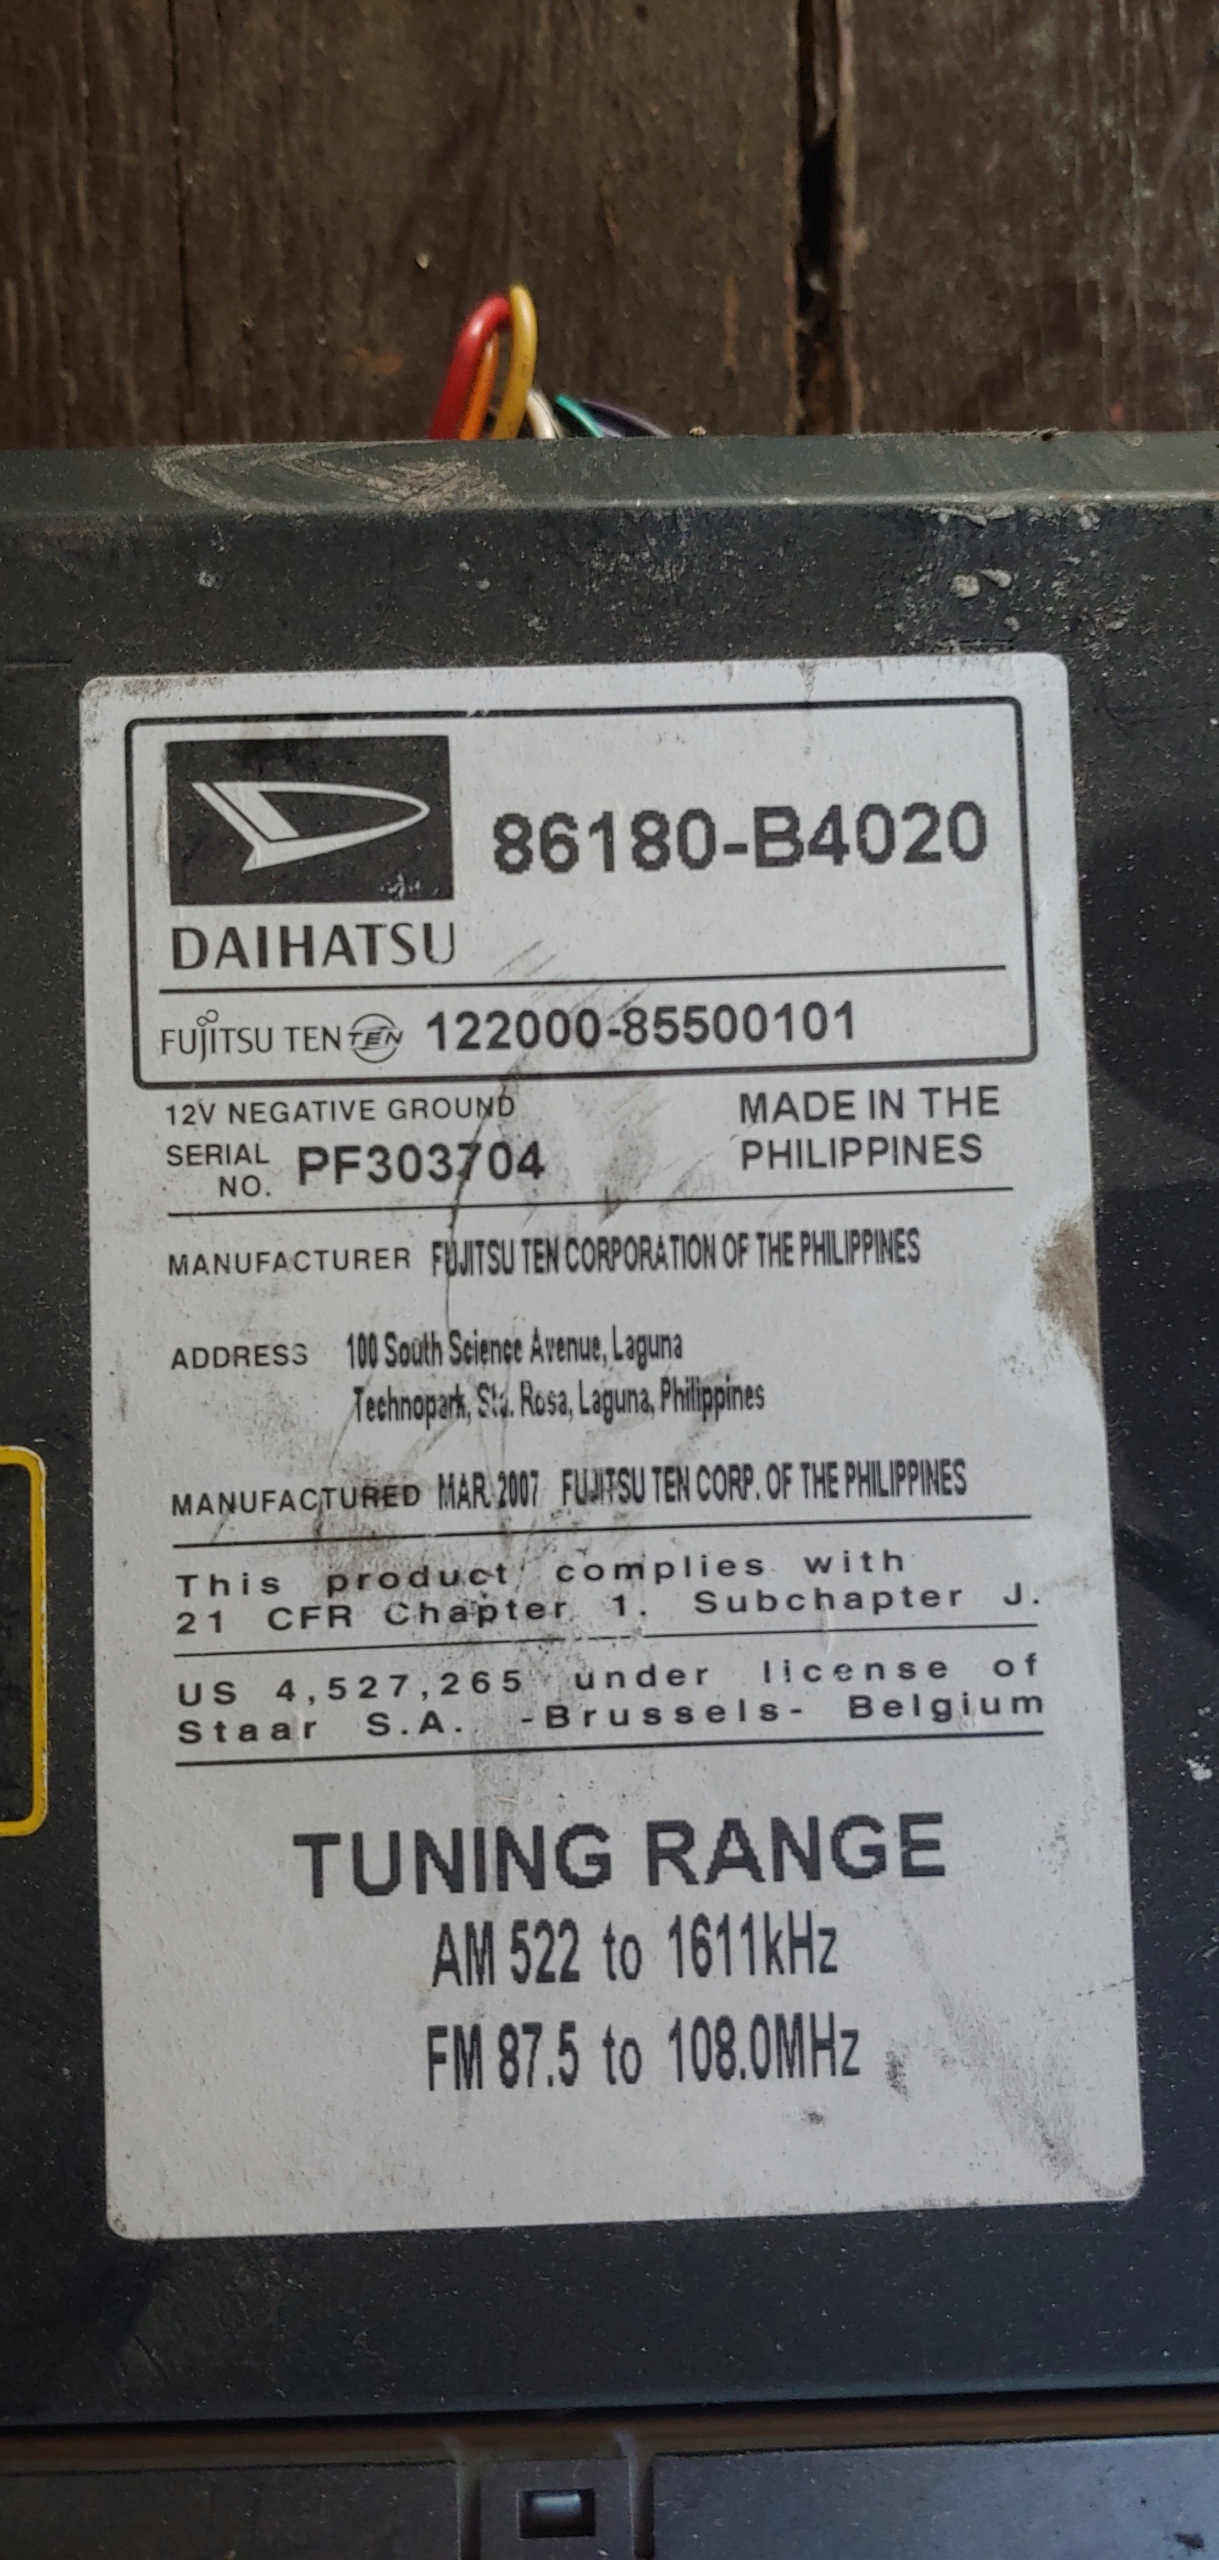 86180-B4020
DAIHATSU
FUJITSU TEN TEN 122000-85500101
12V NEGATIVE GROUND
MADE IN THE
PHILIPPINES
SERIAL NO. PF303704
MANUFACTURER FUJITSU TEN CORPORATION OF THE PHILIPPINES
ADDRESS 100 South Science Avenue, Laguna
Technopark, Sta. Rosa, Laguna, Philippines
MANUFACTURED MAR. 2007 FUJITSU TEN CORP. OF THE PHILIPPINES
This product complies with
21 CFR Chapter 1. Subchapter J.
US 4,527,265 under license of
Staar S.A. -Brussels- Belgium
TUNING RANGE
AM 522 to 1611kHz
FM 87.5 to 108.0MHz